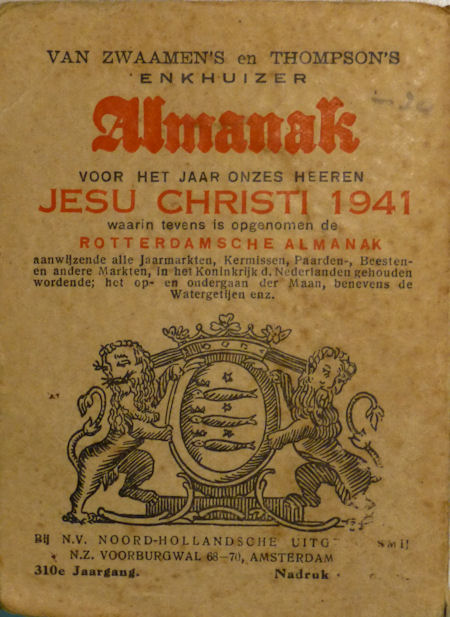 VAN ZWAAMEN'S en THOMPSON'S
ENKHUIZER
Almanak
VOOR HET JAAR ONZES HEEREN
JESU CHRISTI 1941
waarin tevens is opgenomen de
ROTTERDAMSCHE ALMANAK
aanwijzende alle Jaarmarkten, Kermissen, Paarden-, Beesten-
en andere Markten, in het Koninkrijk d. Nederlanden gehouden
wordende; het op- en ondergaan der Maan, benevens de
Watergetijen enz.
Bij N.V. NOORD-HOLLANDSCHE UITG SMIJ
N.Z. VOORBURGWAL 68-70, AMSTERDAM
310e Jaargang. Nadruk